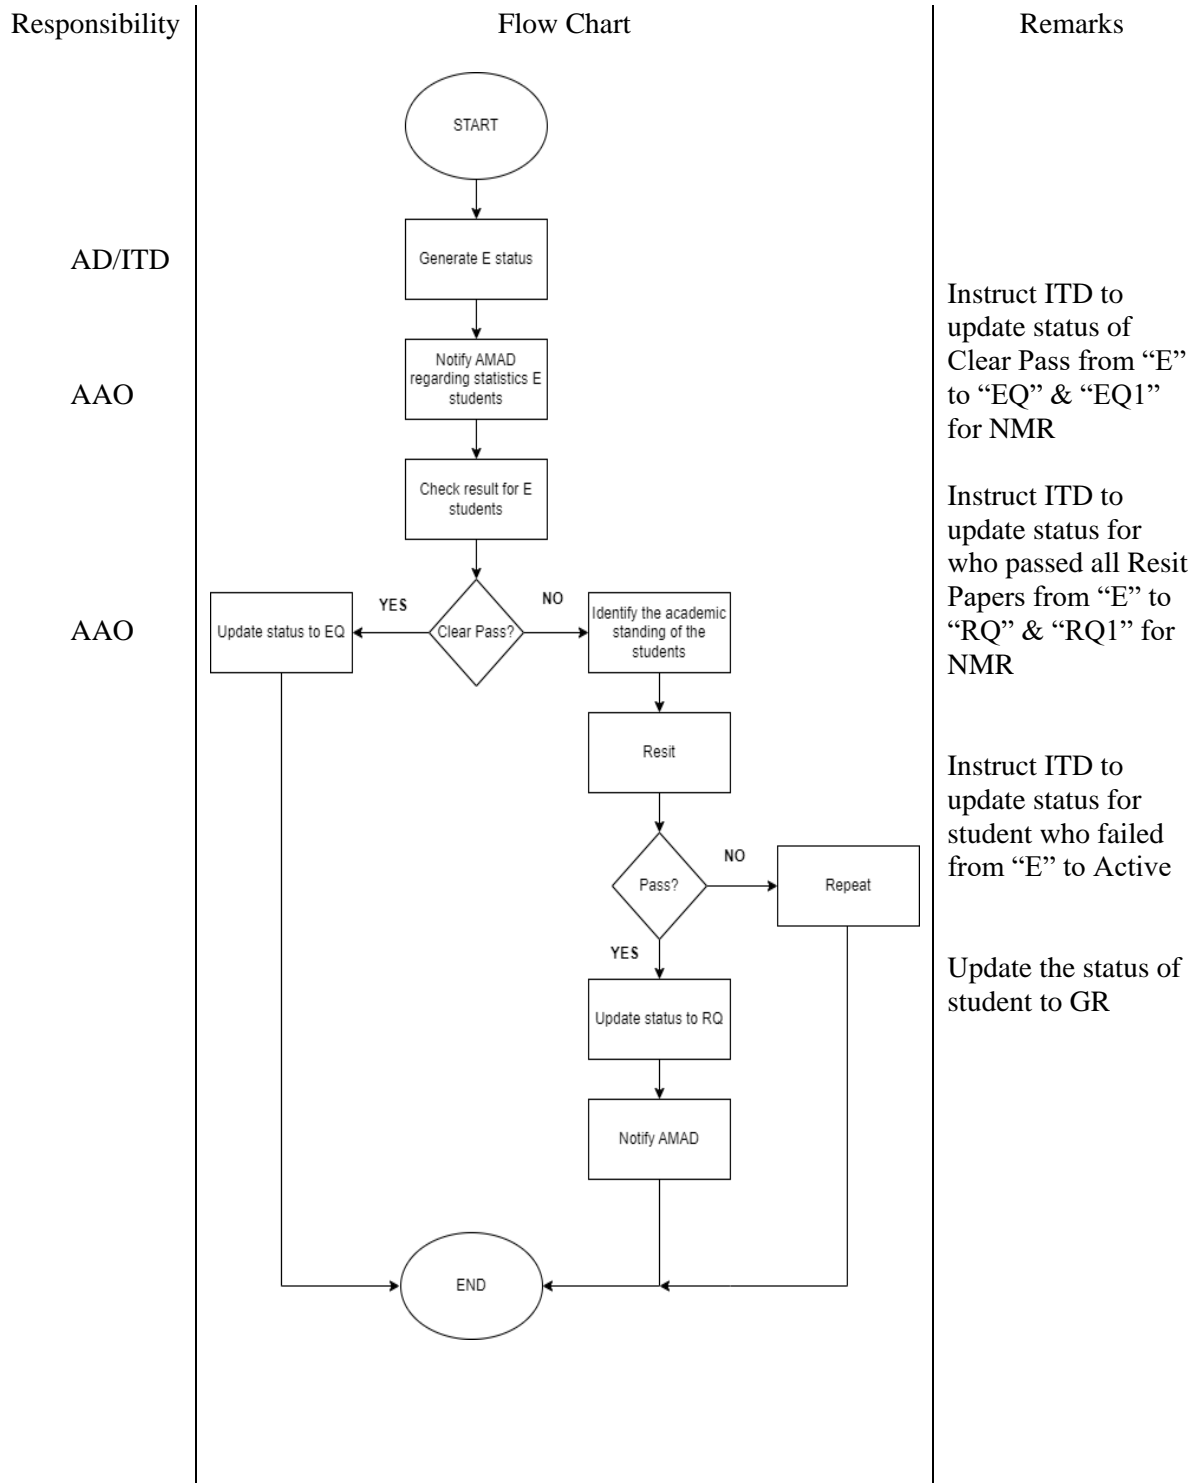 Responsibility
Flow Chart
Remarks
START
AD/ITD
Generate E status
AAO
Notify AMAD
regarding statistics E
students
Check result for E
students
AAO
Update status to EQ
YES
Clear Pass?
NO
Identify the academic
standing of the
students
Resit
Pass?
NO
Repeat
YES
Update status to RQ
Notify AMAD
END
Instruct ITD to
update status of
Clear Pass from “E”
to “EQ” & “EQ1”
for NMR
Instruct ITD to
update status for
who passed all Resit
Papers from “E” to
“RQ” & “RQ1” for
NMR
Instruct ITD to
update status for
student who failed
from “E” to Active
Update the status of
student to GR